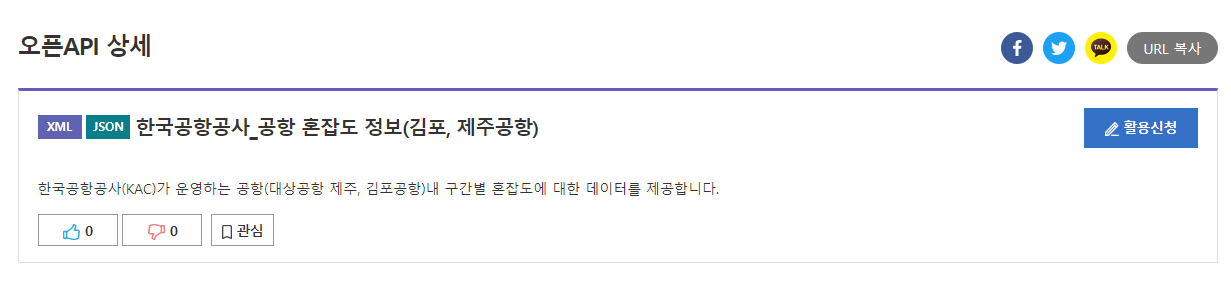 오픈API 상세
TALK
URL 복사
XML JSON 한국공항공사_공항 혼잡도 정보(김포, 제주공항)
활용신청
한국공항공사(KAC)가 운영하는 공항(대상공항 제주, 김포공항)내 구간별 혼잡도에 대한 데이터를 제공합니다.
0 0 관심